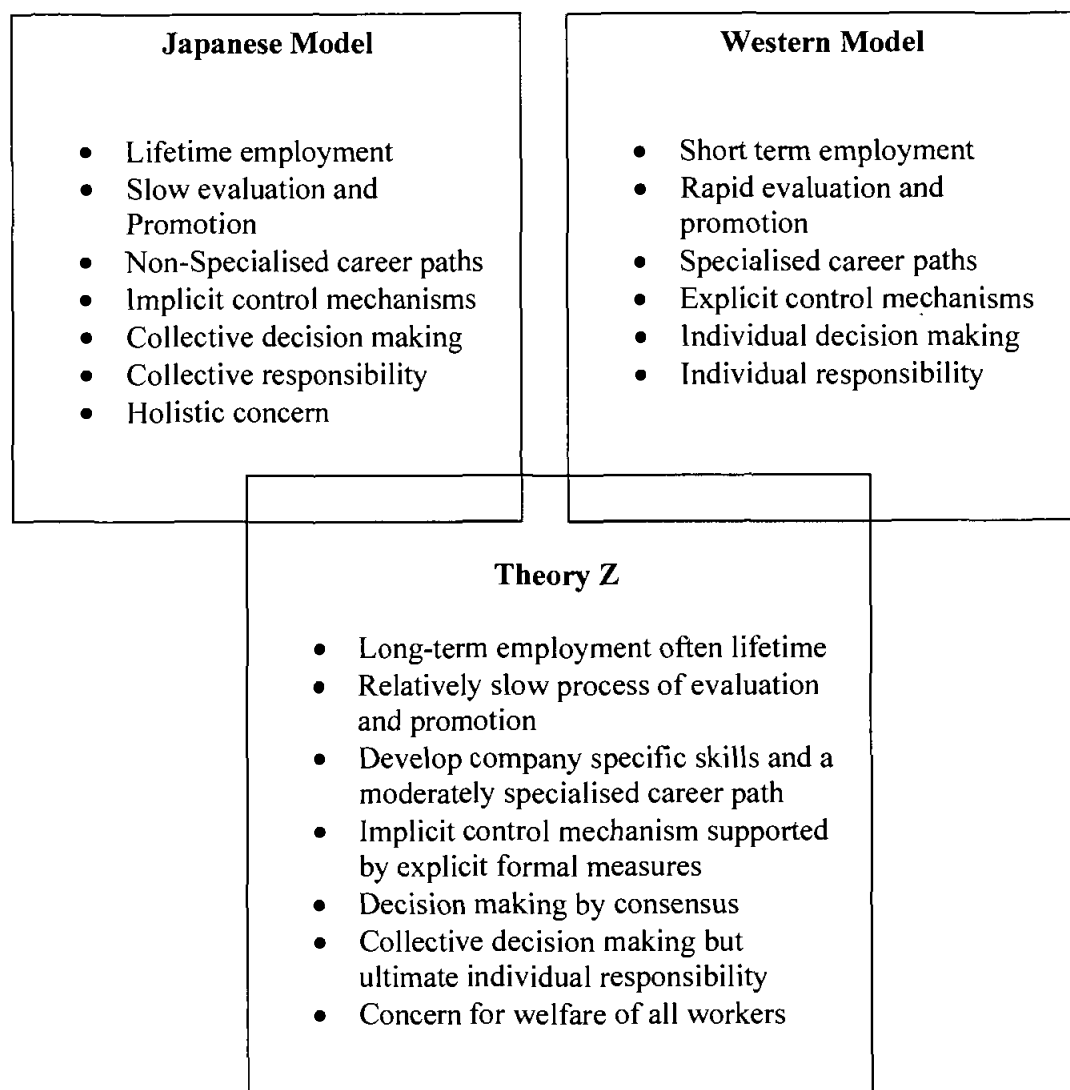 Japanese Model
• Lifetime employment
• Slow evaluation and
Promotion
• Non-Specialised career paths
• Implicit control mechanisms
• Collective decision making
• Collective responsibility
• Holistic concern
Western Model
• Short term employment
• Rapid evaluation and
promotion
• Specialised career paths
• Explicit control mechanisms
• Individual decision making
• Individual responsibility
Theory Z
• Long-term employment often lifetime
• Relatively slow process of evaluation
and promotion
• Develop company specific skills and a
moderately specialised career path
• Implicit control mechanism supported
by explicit formal measures
• Decision making by consensus
• Collective decision making but
ultimate individual responsibility
• Concern for welfare of all workers